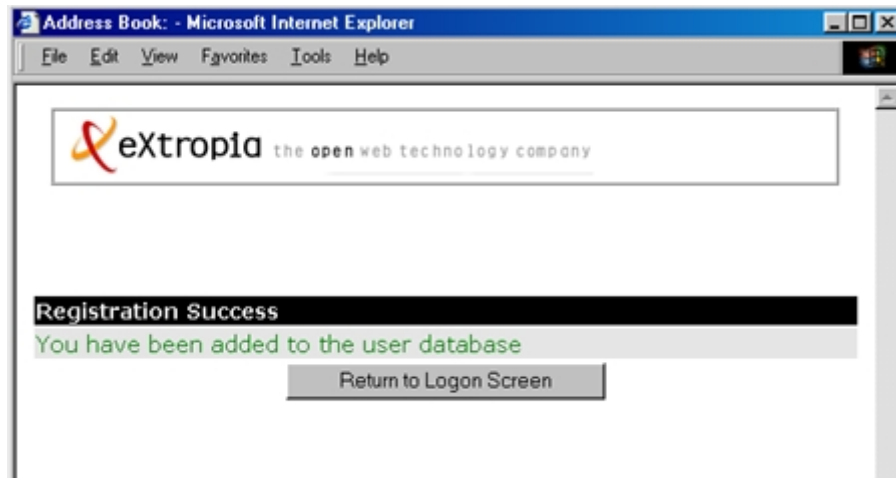 Address Book: - Microsoft Internet Explorer
File Edit View Favorites Tools Help
eXtropia the open web technology company
Registration Success
You have been added to the user database
Return to Logon Screen